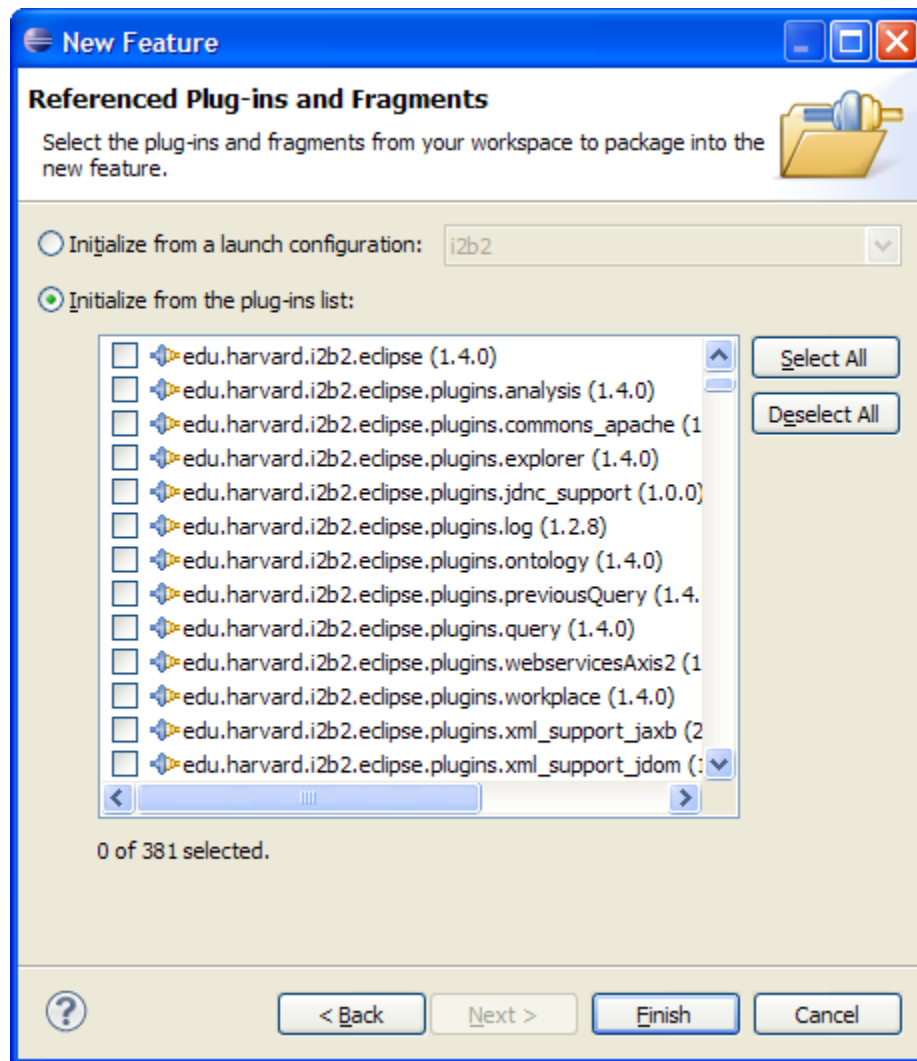 New Feature
Referenced Plug-ins and Fragments
Select the plug-ins and fragments from your workspace to package into the
new feature.
Initialize from a launch configuration:
i2b2
Initialize from the plug-ins list:
edu.harvard.i2b2.eclipse (1.4.0)
Select All
edu.harvard.i2b2.eclipse.plugins.analysis (1.4.0)
Deselect All
edu.harvard.i2b2.eclipse.plugins.commons_apache (1
edu.harvard.i2b2.eclipse.plugins.explorer (1.4.0)
edu.harvard.i2b2.eclipse.plugins.jdnc_support (1.0.0)
edu.harvard.i2b2.eclipse.plugins.log (1.2.8)
edu.harvard.i2b2.eclipse.plugins.ontology (1.4.0)
edu.harvard.i2b2.eclipse.plugins.previousQuery (1.4.
edu.harvard.i2b2.eclipse.plugins.query (1.4.0)
edu.harvard.i2b2.eclipse.plugins.webservicesAxis2 (1
edu.harvard.i2b2.eclipse.plugins.workplace (1.4.0)
edu.harvard.i2b2.eclipse.plugins.xml_support_jaxb (2
edu.harvard.i2b2.eclipse.plugins.xml_support_jdom (1
0 of 381 selected.
?
< Back
Next >
Finish
Cancel